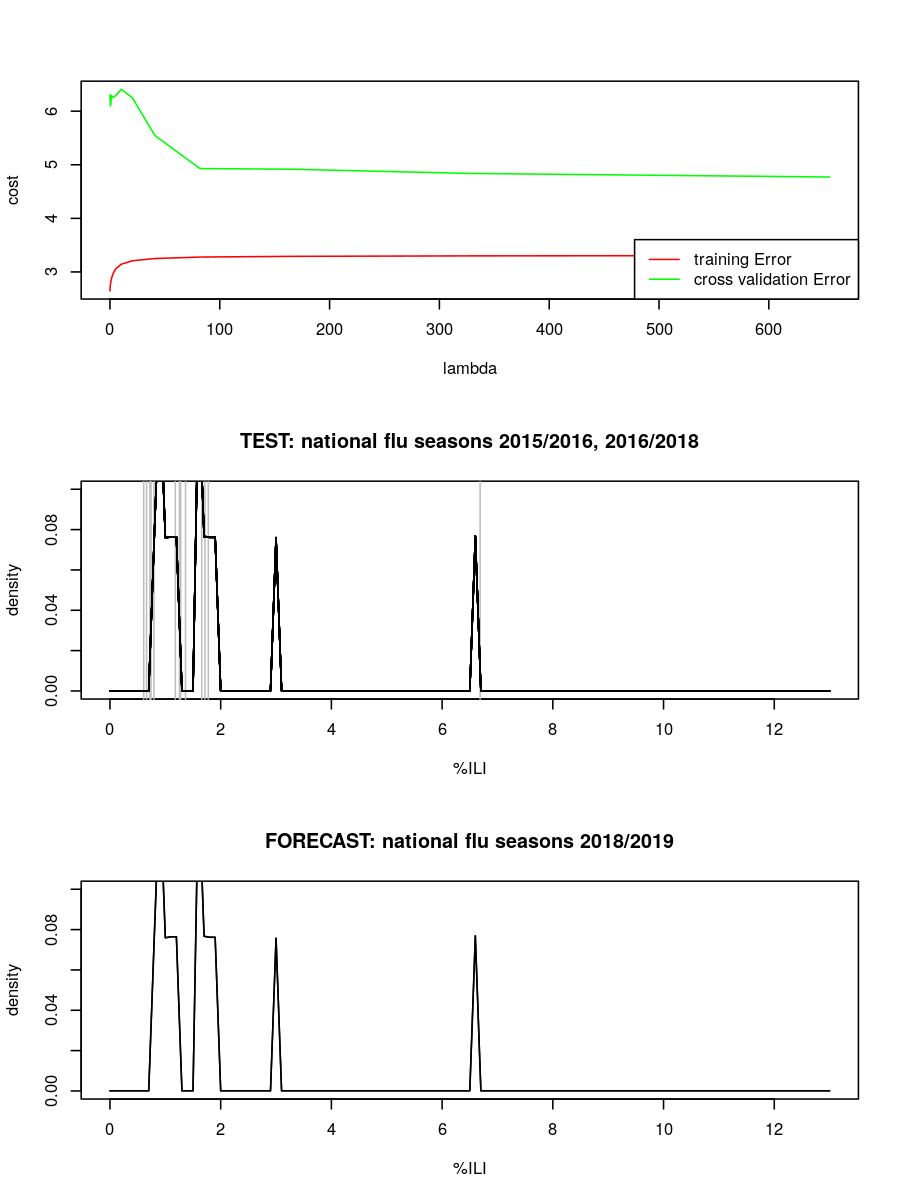 cost
6
5
4
3
training Error
cross validation Error
0 100 200 300 400 500 600
lambda
TEST: national flu seasons 2015/2016, 2016/2018
density
0.08
0.04
0.00
0 2 4 6 8 10 12
%ILI
FORECAST: national flu seasons 2018/2019
density
0.08
0.04
0.00
0 2 4 6 8 10 12
%ILI